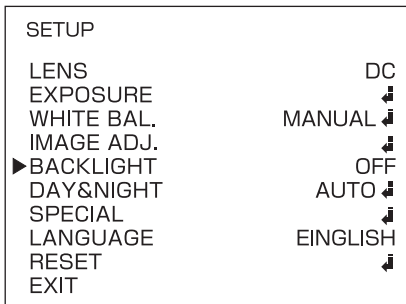 SETUP
LENS DC
EXPOSURE ↲
WHITE BAL. MANUAL ↲
IMAGE ADJ. ↲
▶BACKLIGHT OFF
DAY&NIGHT AUTO ↲
SPECIAL ↲
LANGUAGE EINGLISH
RESET ↲
EXIT